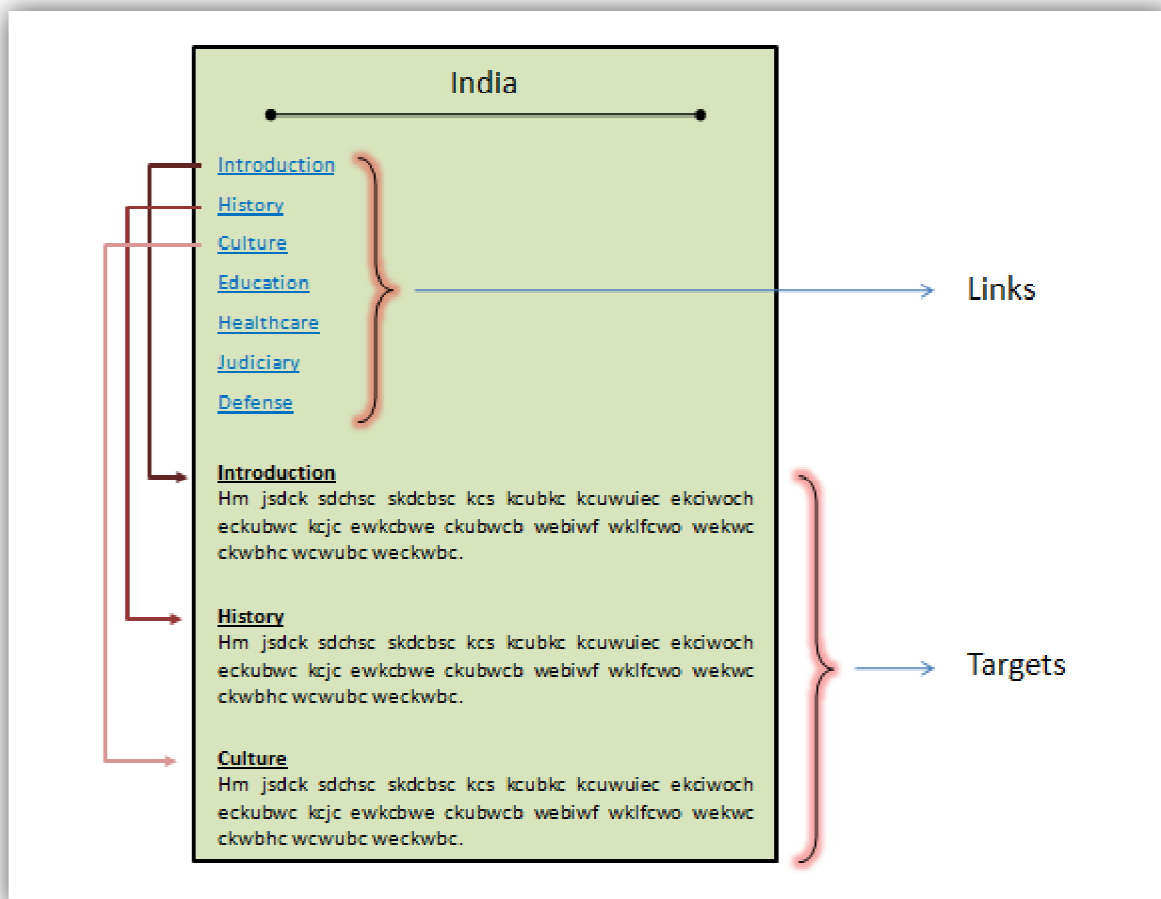 India
Introduction
History
Culture
Education
Healthcare
Judiciary
Defense
Links
Introduction
Hm jsdck sdchsc skdcbsc kcs kcubkc kcuwuiec ekciwoch
eckubwc kcjc ewkcbwe ckubwcb webiwf wklfcwo wekwc
ckwbhc wcwubc weckwbc.
History
Hm jsdck sdchsc skdcbsc kcs kcubkc kcuwuiec ekciwoch
eckubwc kcjc ewkcbwe ckubwcb webiwf wklfcwo wekwc
ckwbhc wcwubc weckwbc.
Targets
Culture
Hm jsdck sdchsc skdcbsc kcs kcubkc kcuwuiec ekciwoch
eckubwc kcjc ewkcbwe ckubwcb webiwf wklfcwo wekwc
ckwbhc wcwubc weckwbc.